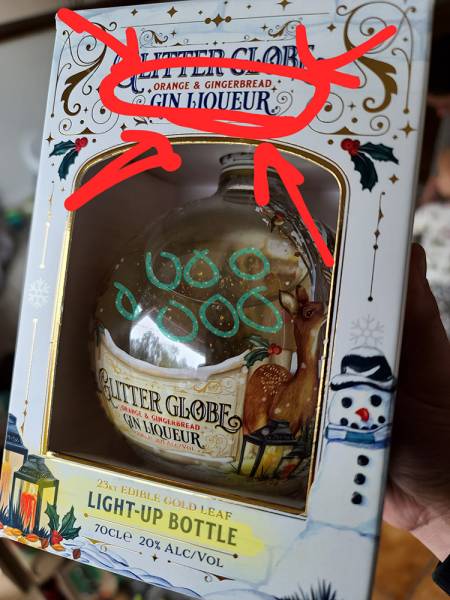 GLITTER GLOBE
ORANGE & GINGERBREAD
GIN LIQUEUR
GLITTER GLOBE
ORANGE & GINGERBREAD
GIN LIQUEUR
23KT EDIBLE GOLD LEAF
LIGHT-UP BOTTLE
70CLe 20% ALC/VOL